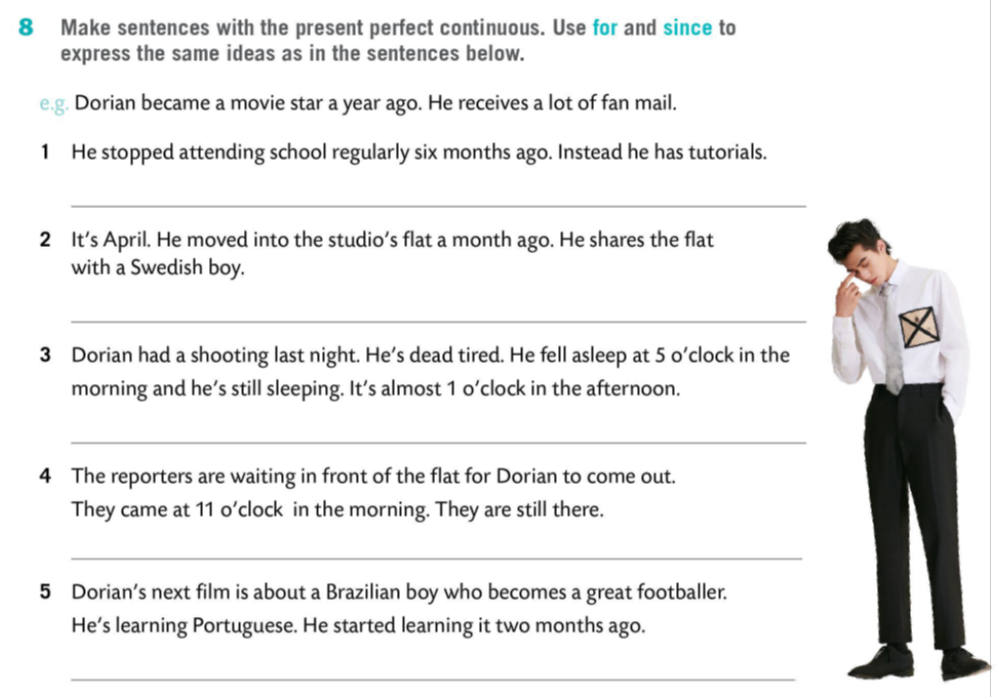 8 Make sentences with the present perfect continuous. Use for and since to
express the same ideas as in the sentences below.
e.g. Dorian became a movie star a year ago. He receives a lot of fan mail.
1 He stopped attending school regularly six months ago. Instead he has tutorials.
2 It's April. He moved into the studio's flat a month ago. He shares the flat
with a Swedish boy.
3 Dorian had a shooting last night. He's dead tired. He fell asleep at 5 o'clock in the
morning and he's still sleeping. It's almost 1 o'clock in the afternoon.
4 The reporters are waiting in front of the flat for Dorian to come out.
They came at 11 o'clock in the morning. They are still there.
5 Dorian's next film is about a Brazilian boy who becomes a great footballer.
He's learning Portuguese. He started learning it two months ago.